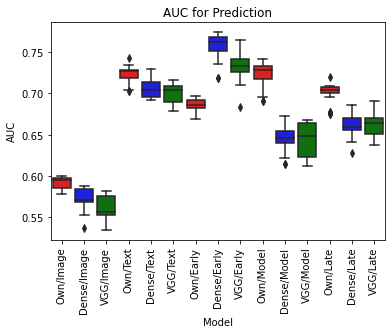 AUC for Prediction
AUC
0.75
0.70
0.65
0.60
0.55
Own/Image
Dense/Image
VGG/Image
Own/Text
Dense/Text
VGG/Text
Own/Early
Dense/Early
VGG/Early
Own/Model
Dense/Model
VGG/Model
Own/Late
Dense/Late
VGG/Late
Model